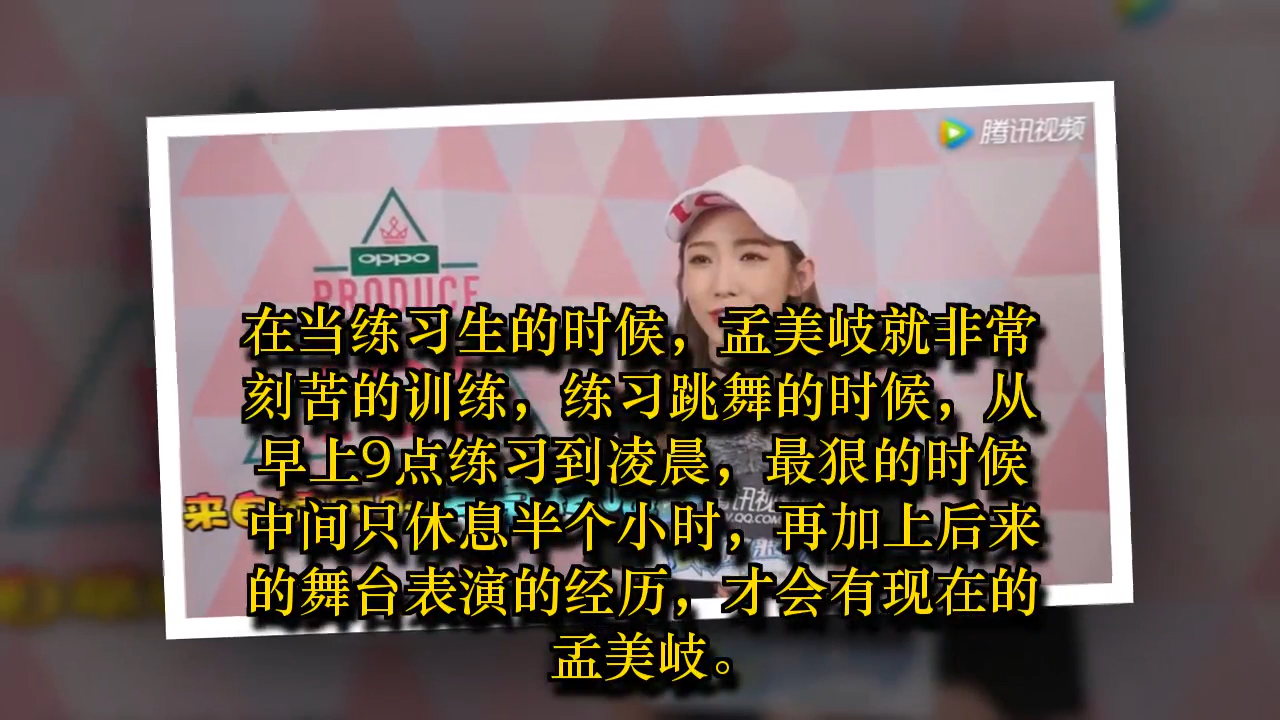 腾讯视频
oppo
PRODUCE
在当练习生的时候，孟美岐就非常
刻苦的训练，练习跳舞的时候，从
早上9点练习到凌晨，最狠的时候
来自
中间只休息半个小时，再加上后来
的舞台表演的经历，才会有现在的
孟美岐。